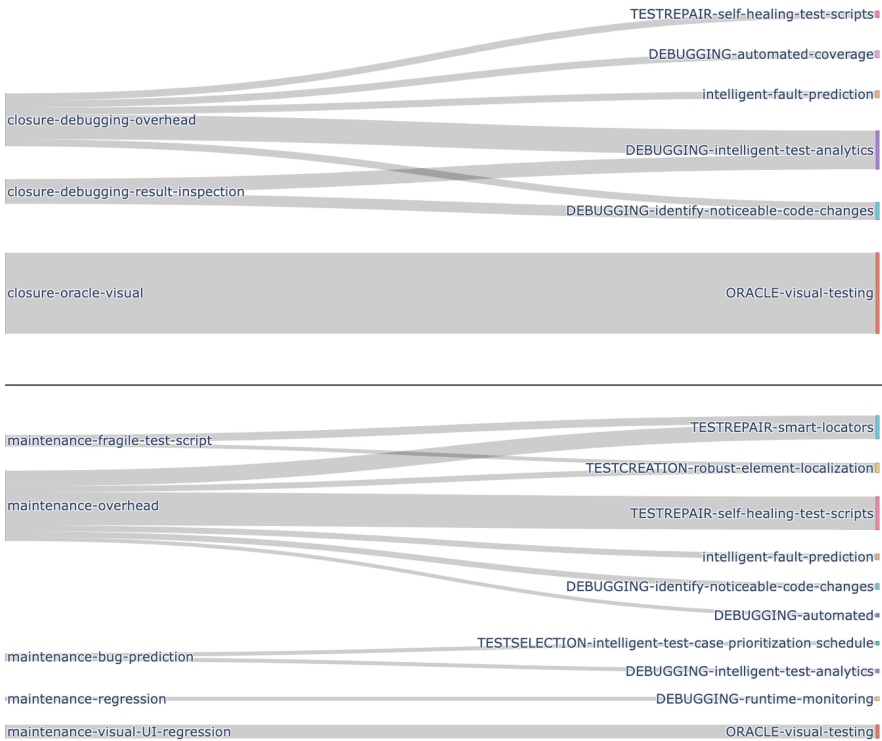 TESTREPAIR-self-healing-test-scripts
DEBUGGING-automated-coverage
intelligent-fault-prediction
closure-debugging-overhead
DEBUGGING-intelligent-test-analytics
closure-debugging-result-inspection
DEBUGGING-identify-noticeable-code-changes
closure-oracle-visual
ORACLE-visual-testing
maintenance-fragile-test-script
TESTREPAIR-smart-locators
TESTCREATION-robust-element-localization
maintenance-overhead
TESTREPAIR-self-healing-test-scripts
intelligent-fault-prediction
DEBUGGING-identify-noticeable-code-changes
DEBUGGING-automated
TESTSELECTION-intelligent-test-case prioritization schedule
maintenance-bug-prediction
DEBUGGING-intelligent-test-analytics
maintenance-regression
DEBUGGING-runtime-monitoring
maintenance-visual-UI-regression
ORACLE-visual-testing